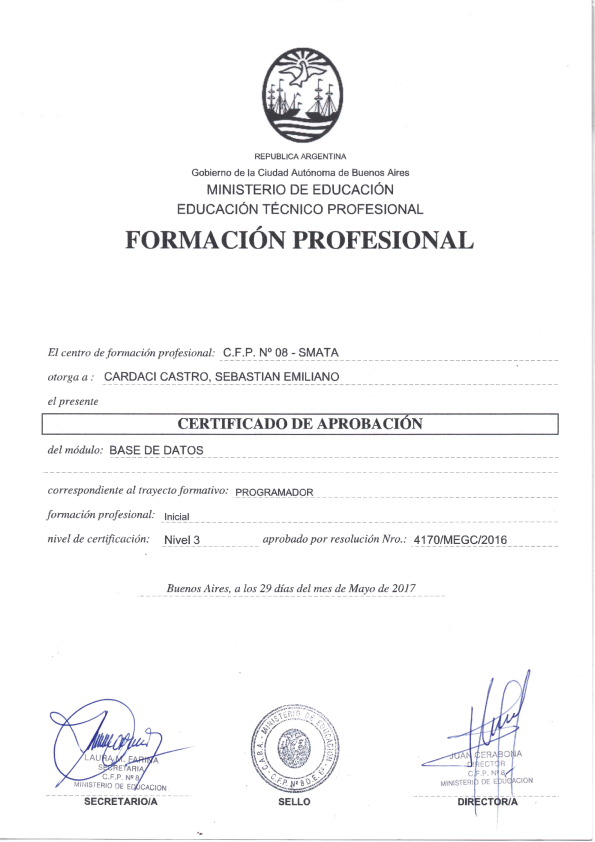 REPUBLICA ARGENTINA
Gobierno de la Ciudad Autónoma de Buenos Aires
MINISTERIO DE EDUCACIÓN
EDUCACIÓN TÉCNICO PROFESIONAL
FORMACIÓN PROFESIONAL
El centro de formación profesional: C.F.P. Nº 08 - SMATA
otorga a : CARDACI CASTRO, SEBASTIAN EMILIANO
el presente
CERTIFICADO DE APROBACIÓN
del módulo: BASE DE DATOS
correspondiente al trayecto formativo: PROGRAMADOR
formación profesional: Inicial
nivel de certificación: Nivel 3 aprobado por resolución Nro.: 4170/MEGC/2016
Buenos Aires, a los 29 días del mes de Mayo de 2017
LAURA M. FARINA
SECRETARIA
C.F.P. Nº 8
MINISTERIO DE EDUCACION
SECRETARIO/A
G.C.A.B.A. - MINISTERIO DE EDUCACION
C.F.P. Nº 8 D.E.
SELLO
JUAN CERABONA
DIRECTOR
C.F.P. Nº 8
MINISTERIO DE EDUCACION
DIRECTOR/A